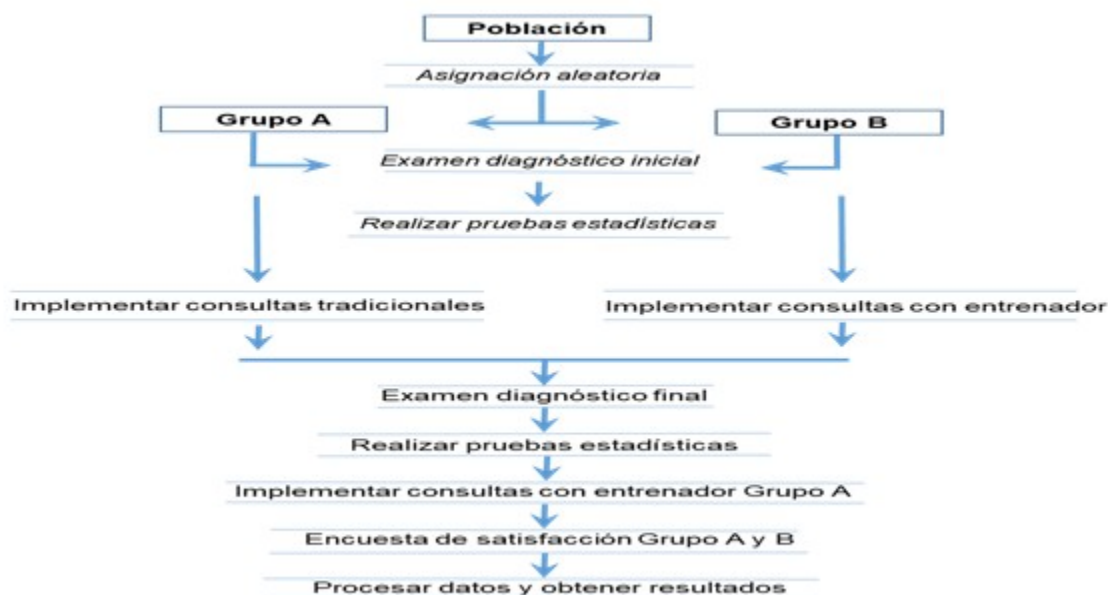 Población
Asignación aleatoria
Grupo A
Grupo B
Examen diagnóstico inicial
Realizar pruebas estadísticas
Implementar consultas tradicionales
Implementar consultas con entrenador
Examen diagnóstico final
Realizar pruebas estadísticas
Implementar consultas con entrenador Grupo A
Encuesta de satisfacción Grupo A y B
Procesar datos y obtener resultados